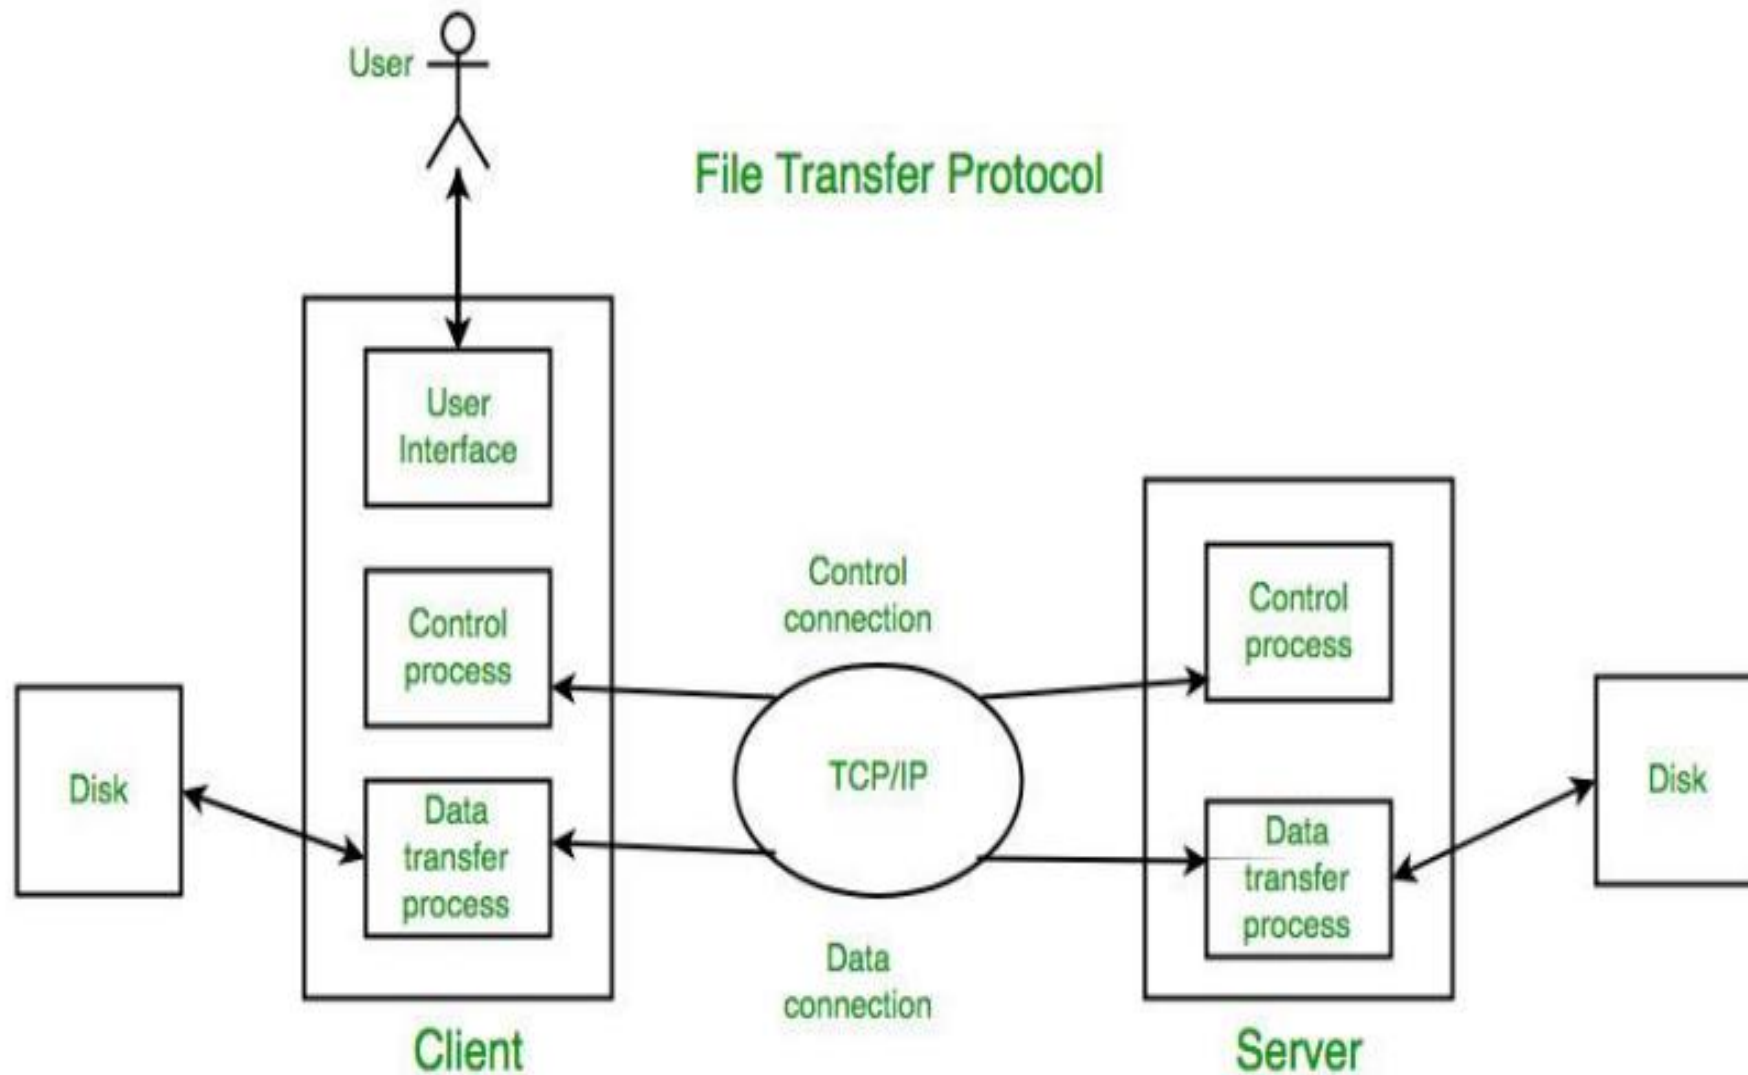 User
File Transfer Protocol
User
Interface
Control
process
Control
connection
Control
process
Disk
Data
transfer
process
TCP/IP
Data
transfer
process
Disk
Data
connection
Client
Server